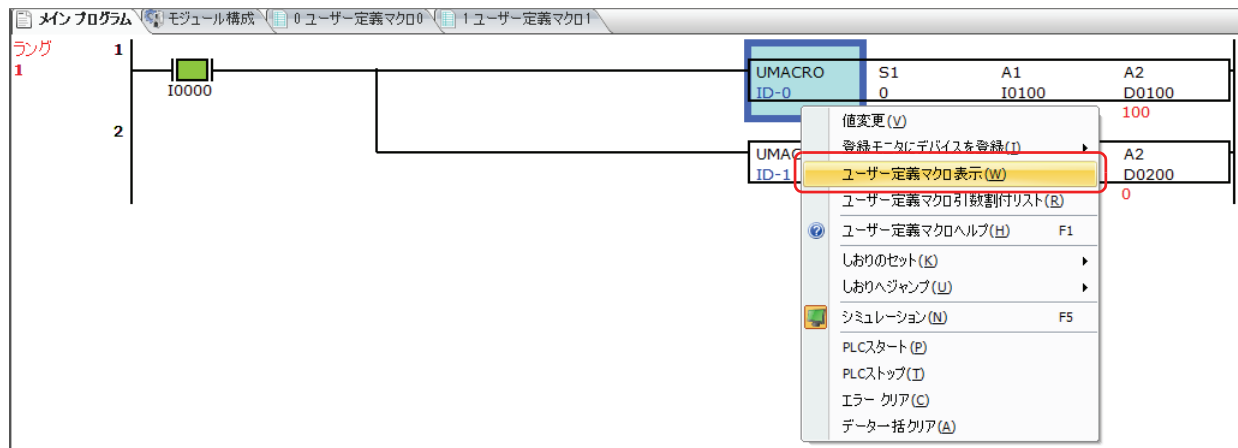 メイン プログラム モジュール構成 0 ユーザー定義マクロ0 1 ユーザー定義マクロ1
ラング 1
1
I0000
UMACRO S1 A1 A2
ID-0 0 I0100 D0100
100
2
UMAC A2
ID-1 D0200
0
値変更(V)
登録モニタにデバイスを登録(I)
ユーザー定義マクロ表示(W)
ユーザー定義マクロ引数割付リスト(R)
ユーザー定義マクロヘルプ(H) F1
しおりのセット(K)
しおりへジャンプ(U)
シミュレーション(N) F5
PLCスタート(P)
PLCストップ(T)
エラー クリア(C)
データ一括クリア(A)